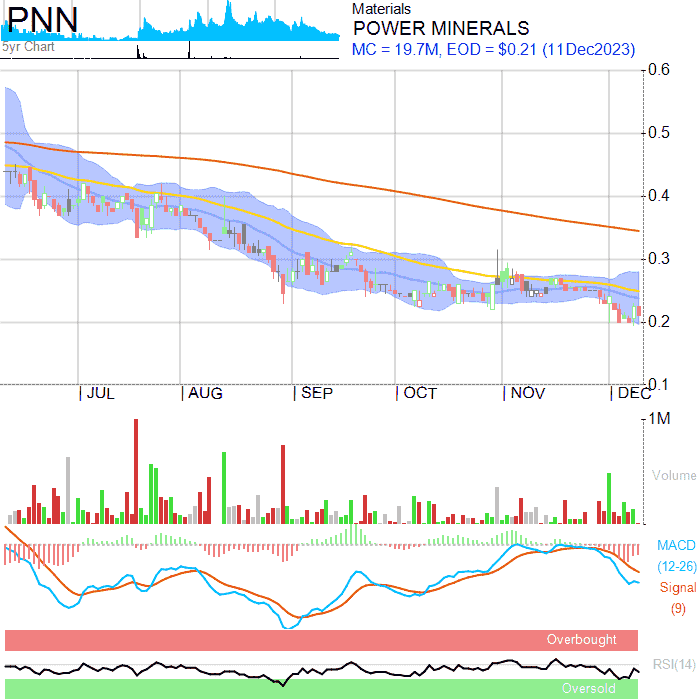 PNN
5yr Chart
Materials
POWER MINERALS
MC = 19.7M, EOD = $0.21 (11Dec2023)
0.6
0.5
0.4
0.3
0.2
0.1
JUL
AUG
SEP
OCT
NOV
DEC
1M
Volume
MACD
(12-26)
Signal
(9)
Overbought
RSI(14)
Oversold